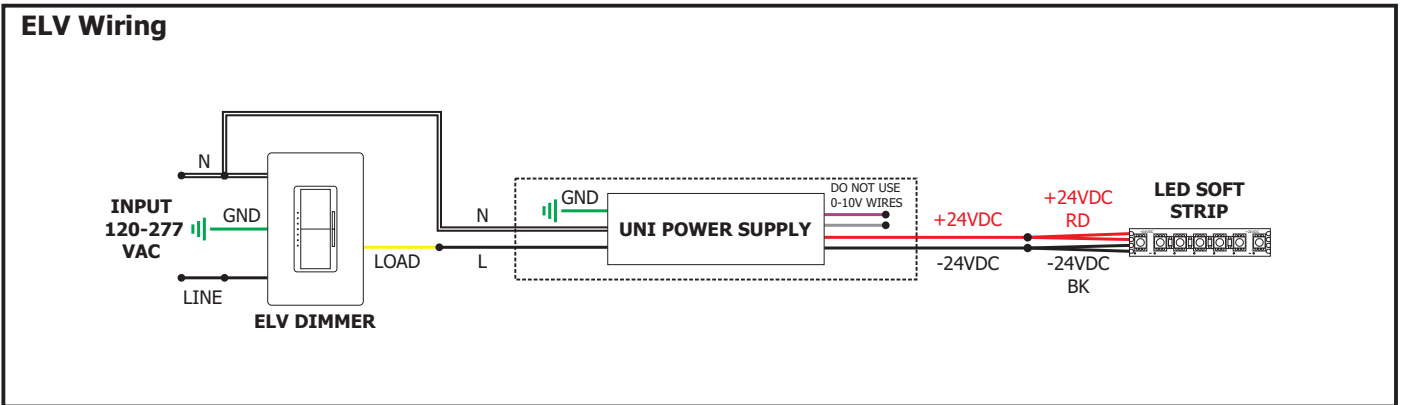 ELV Wiring
N
INPUT
120-277
VAC
GND
LINE
LOAD
ELV DIMMER
N
L
GND
UNI POWER SUPPLY
DO NOT USE
0-10V WIRES
+24VDC
-24VDC
+24VDC
RD
-24VDC
BK
LED SOFT
STRIP